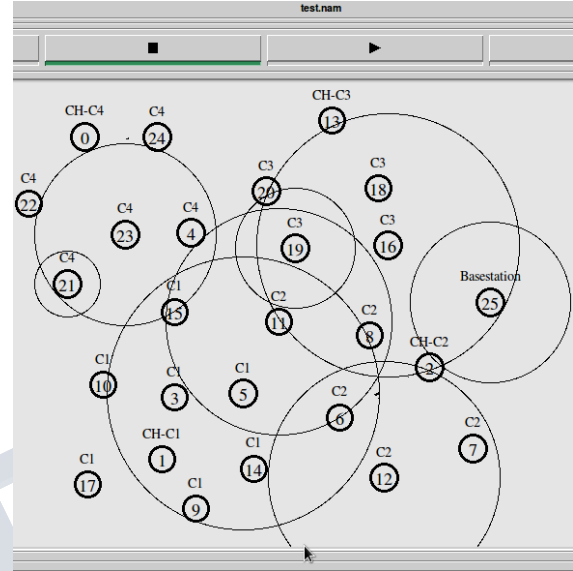 test.nam
CH-C3
13
CH-C4
C4
0
24
C3
C3
20
18
C4
22
C4
C4
23
4
C3
C3
19
16
C4
21
Basestation
25
C1
C2
15
11
C2
8
CH-C2
2
C1
C1
10
3
5
C2
6
CH-C1
C1
C2
C2
1
14
12
7
C1
17
C1
9